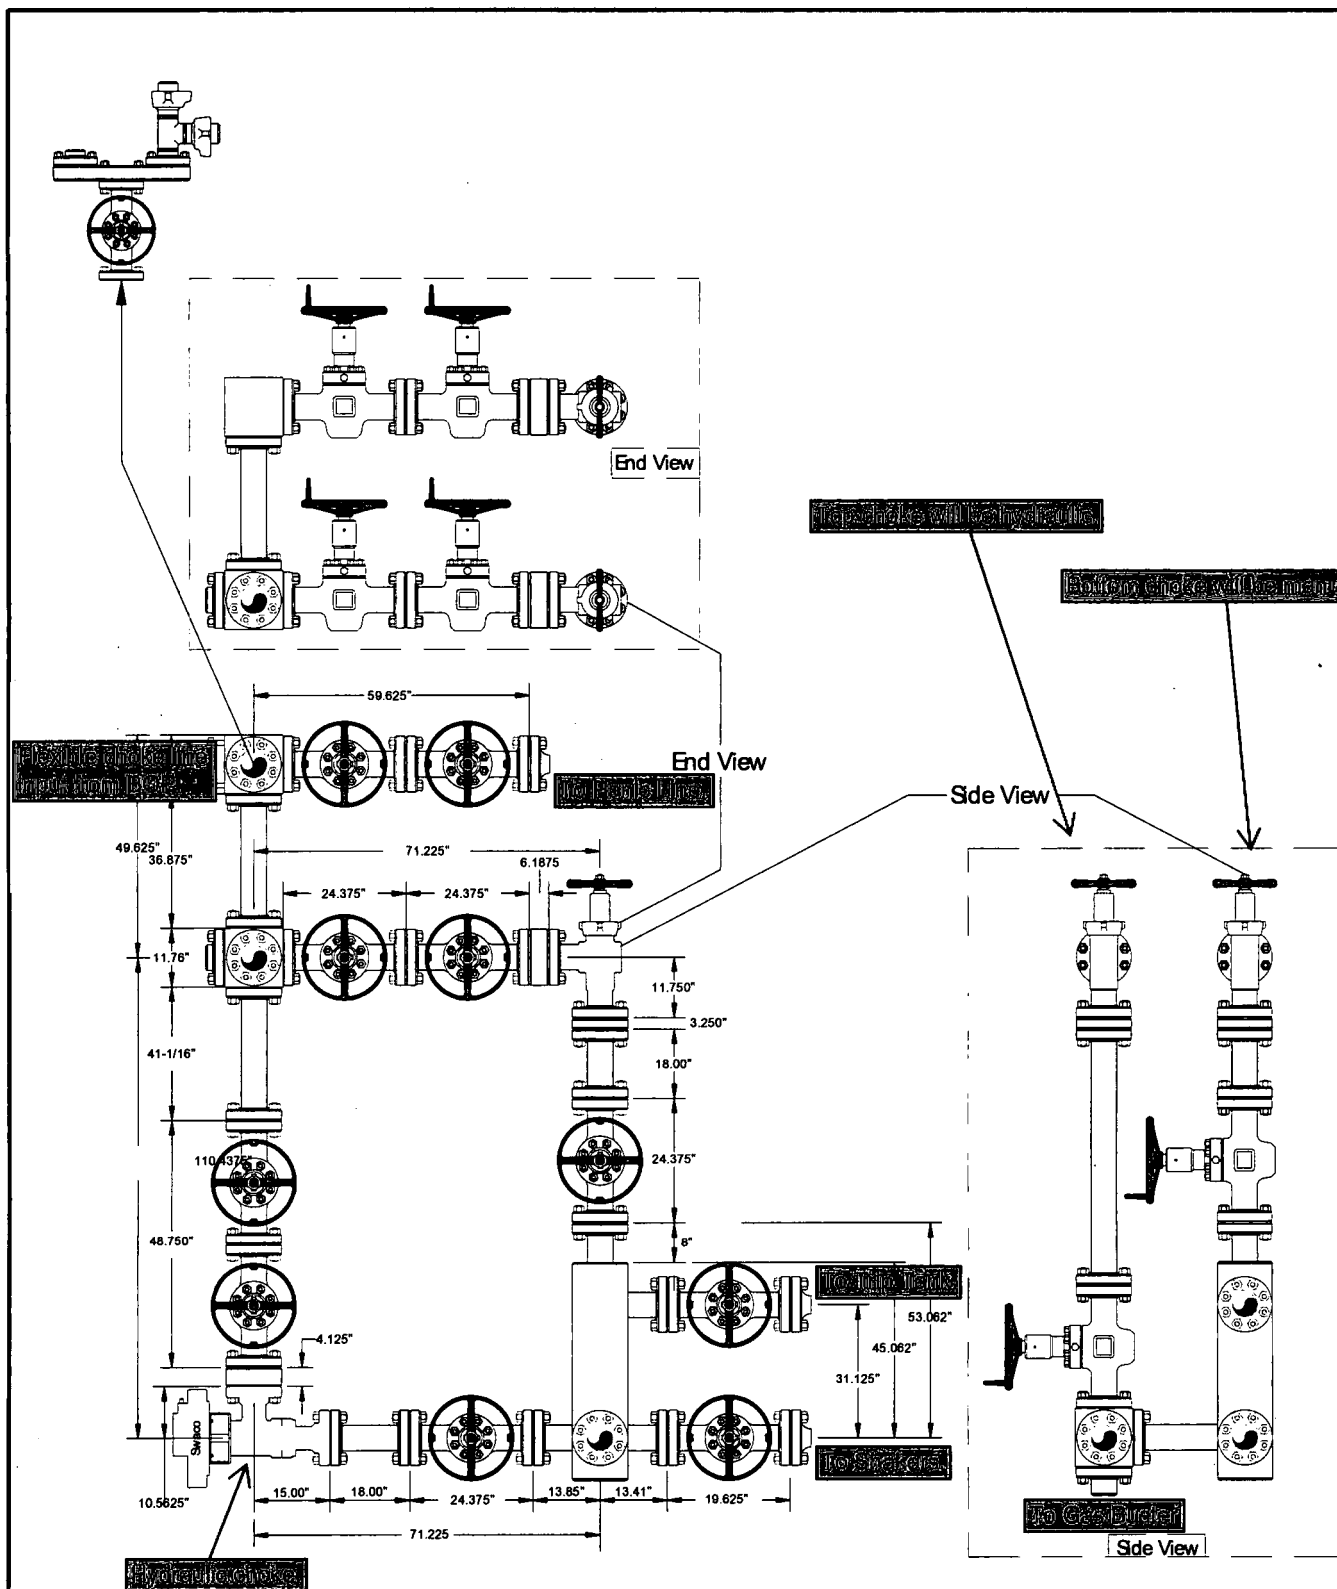 End View
Top choke will be hydraulic
Bottom choke will be manu
59.625"
End View
Flexible choke line
To Panic Line
Side View
49.625"
36.875"
71.225"
6.1875
24.375"
24.375"
11.76"
11.750"
3.250"
41-1/16"
18.00"
110.4375"
24.375"
48.750"
8"
To Trip Tank
53.062"
4.125"
45.062"
31.125"
Swaco
To Shakers
10.5625"
15.00"
18.00"
24.375"
13.85"
13.41"
19.625"
To Gas Buster
71.225
Side View
Hydraulic choke